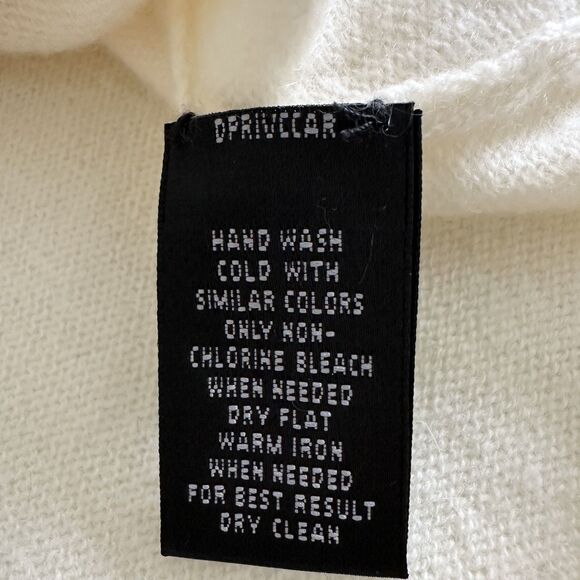 DPRIVECAR
HAND WASH
COLD WITH
SIMILAR COLORS
ONLY NON-
CHLORINE BLEACH
WHEN NEEDED
DRY FLAT
WARM IRON
WHEN NEEDED
FOR BEST RESULT
DRY CLEAN